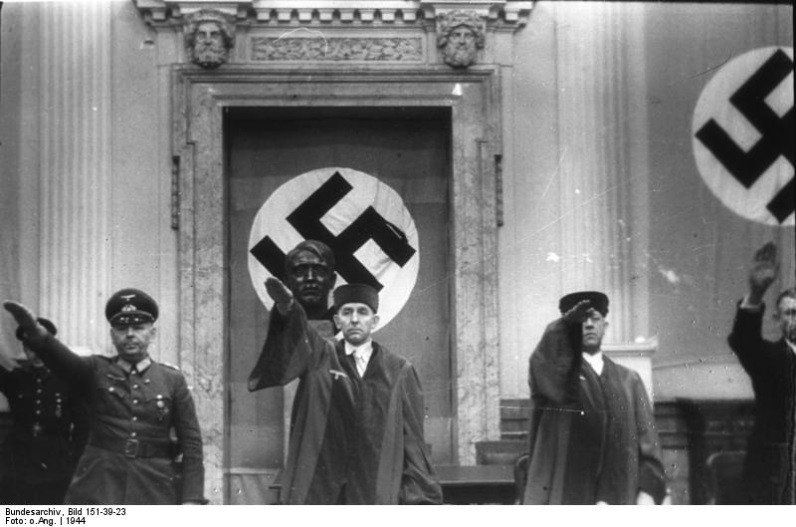 Bundesarchiv, Bild 151-39-23
Foto: o.Ang. | 1944